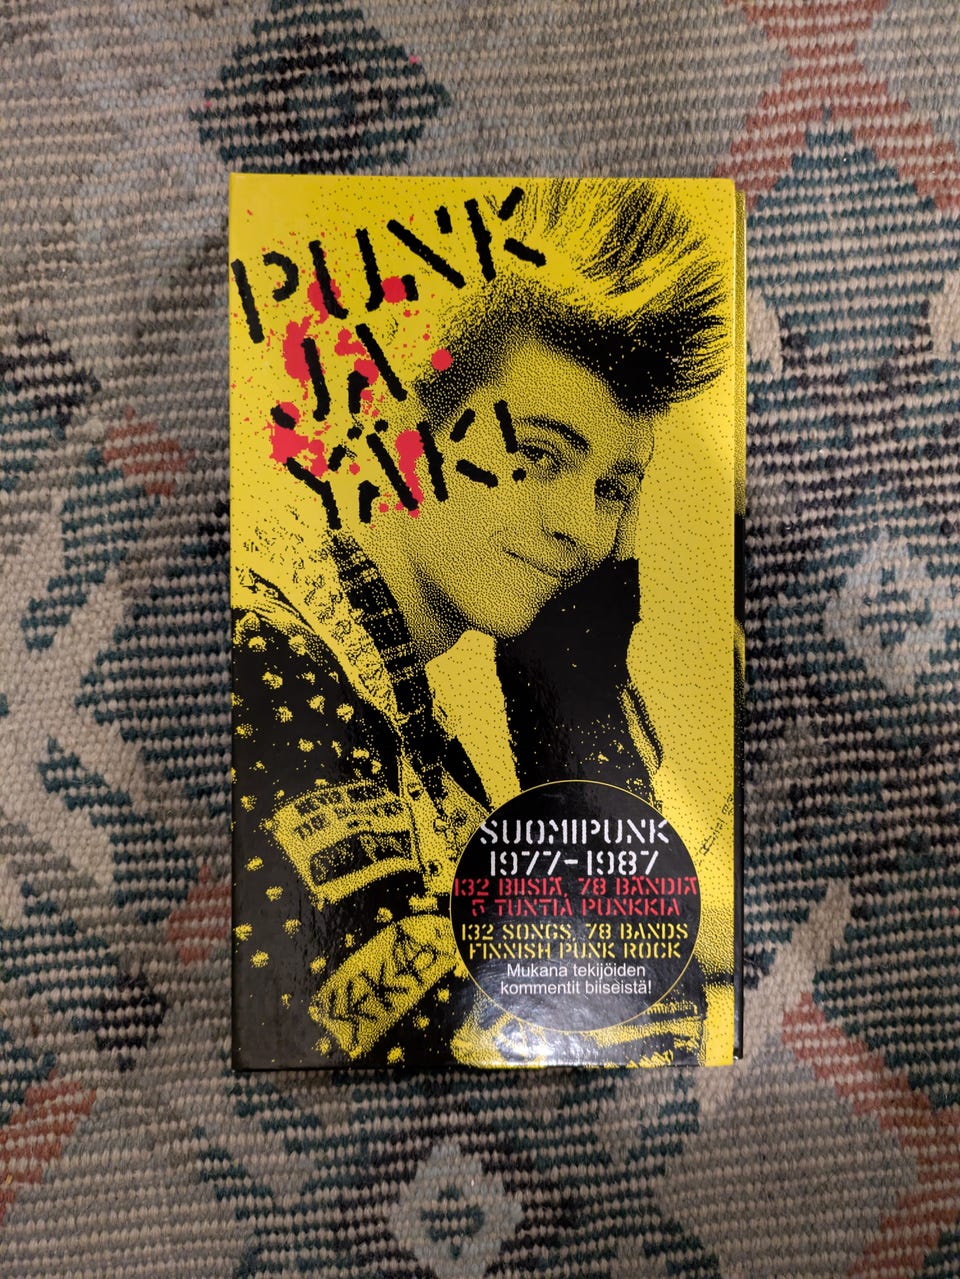 PUNK
JA
YÄK!
SUOMIPUNK
1977-1987
132 BIISIÄ, 78 BÄNDIÄ
5 TUNTIA PUNKKIA
132 SONGS, 78 BANDS
FINNISH PUNK ROCK
Mukana tekijöiden
kommentit biiseistä!